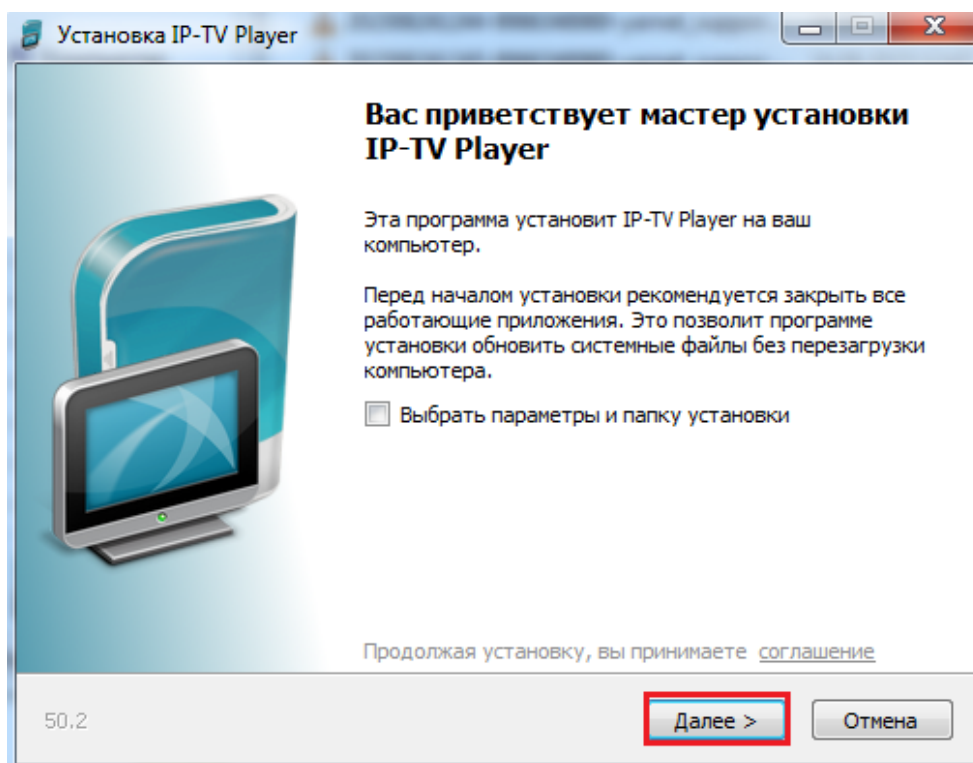 Установка IP-TV Player
Вас приветствует мастер установки
IP-TV Player
Эта программа установит IP-TV Player на ваш
компьютер.
Перед началом установки рекомендуется закрыть все
работающие приложения. Это позволит программе
установки обновить системные файлы без перезагрузки
компьютера.
Выбрать параметры и папку установки
Продолжая установку, вы принимаете соглашение
50.2
Далее >
Отмена